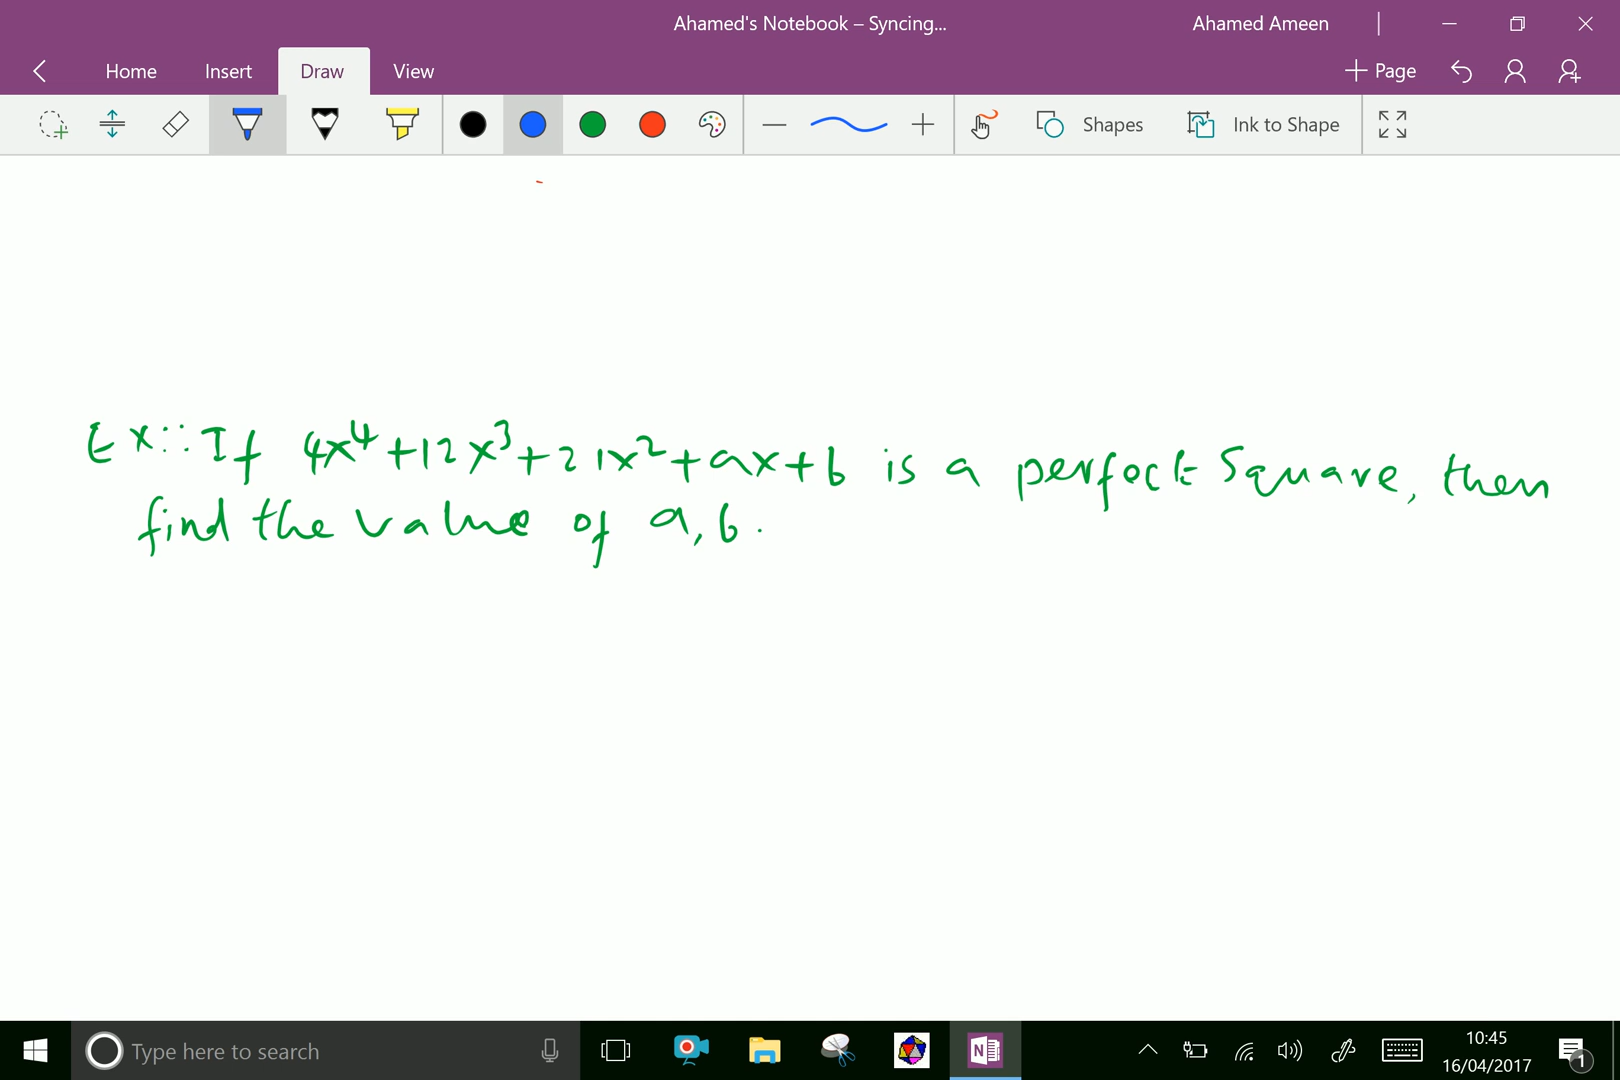 Ahamed's Notebook – Syncing...
Ahamed Ameen
Home Insert Draw View
Page
Shapes
Ink to Shape
Ex:: If 4x⁴+12x³+21x²+ax+b is a perfect square, then
find the value of a, b.
Type here to search
10:45
16/04/2017
1